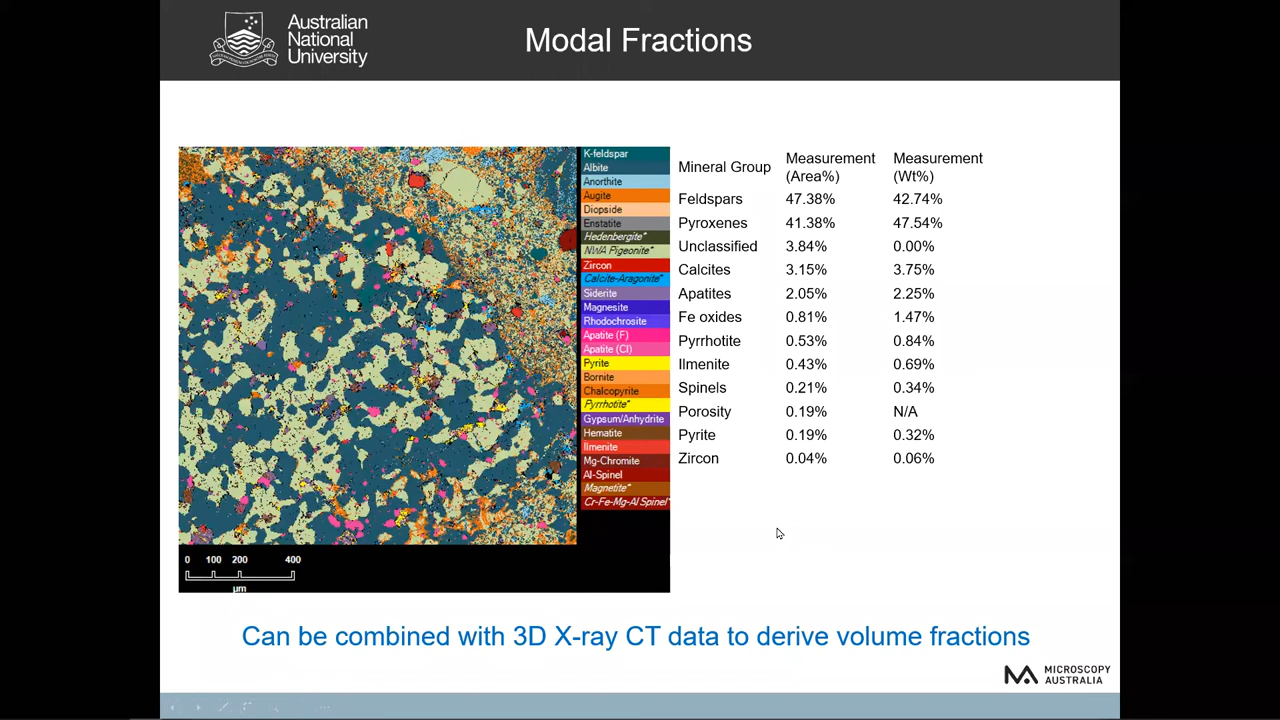 Australian
National
University
Modal Fractions
K-feldspar
Albite
Anorthite
Augite
Diopside
Enstatite
Hedenbergite*
NWA Pigeonite*
Zircon
Calcite-Aragonite*
Siderite
Magnesite
Rhodochrosite
Apatite (F)
Apatite (Cl)
Pyrite
Bornite
Chalcopyrite
Pyrrhotite*
Gypsum/Anhydrite
Hematite
Ilmenite
Mg-Chromite
Al-Spinel
Magnetite*
Cr-Fe-Mg-Al Spinel*
0 100 200 400
µm
Mineral Group Measurement (Area%) Measurement (Wt%)
Feldspars 47.38% 42.74%
Pyroxenes 41.38% 47.54%
Unclassified 3.84% 0.00%
Calcites 3.15% 3.75%
Apatites 2.05% 2.25%
Fe oxides 0.81% 1.47%
Pyrrhotite 0.53% 0.84%
Ilmenite 0.43% 0.69%
Spinels 0.21% 0.34%
Porosity 0.19% N/A
Pyrite 0.19% 0.32%
Zircon 0.04% 0.06%
Can be combined with 3D X-ray CT data to derive volume fractions
MICROSCOPY
AUSTRALIA